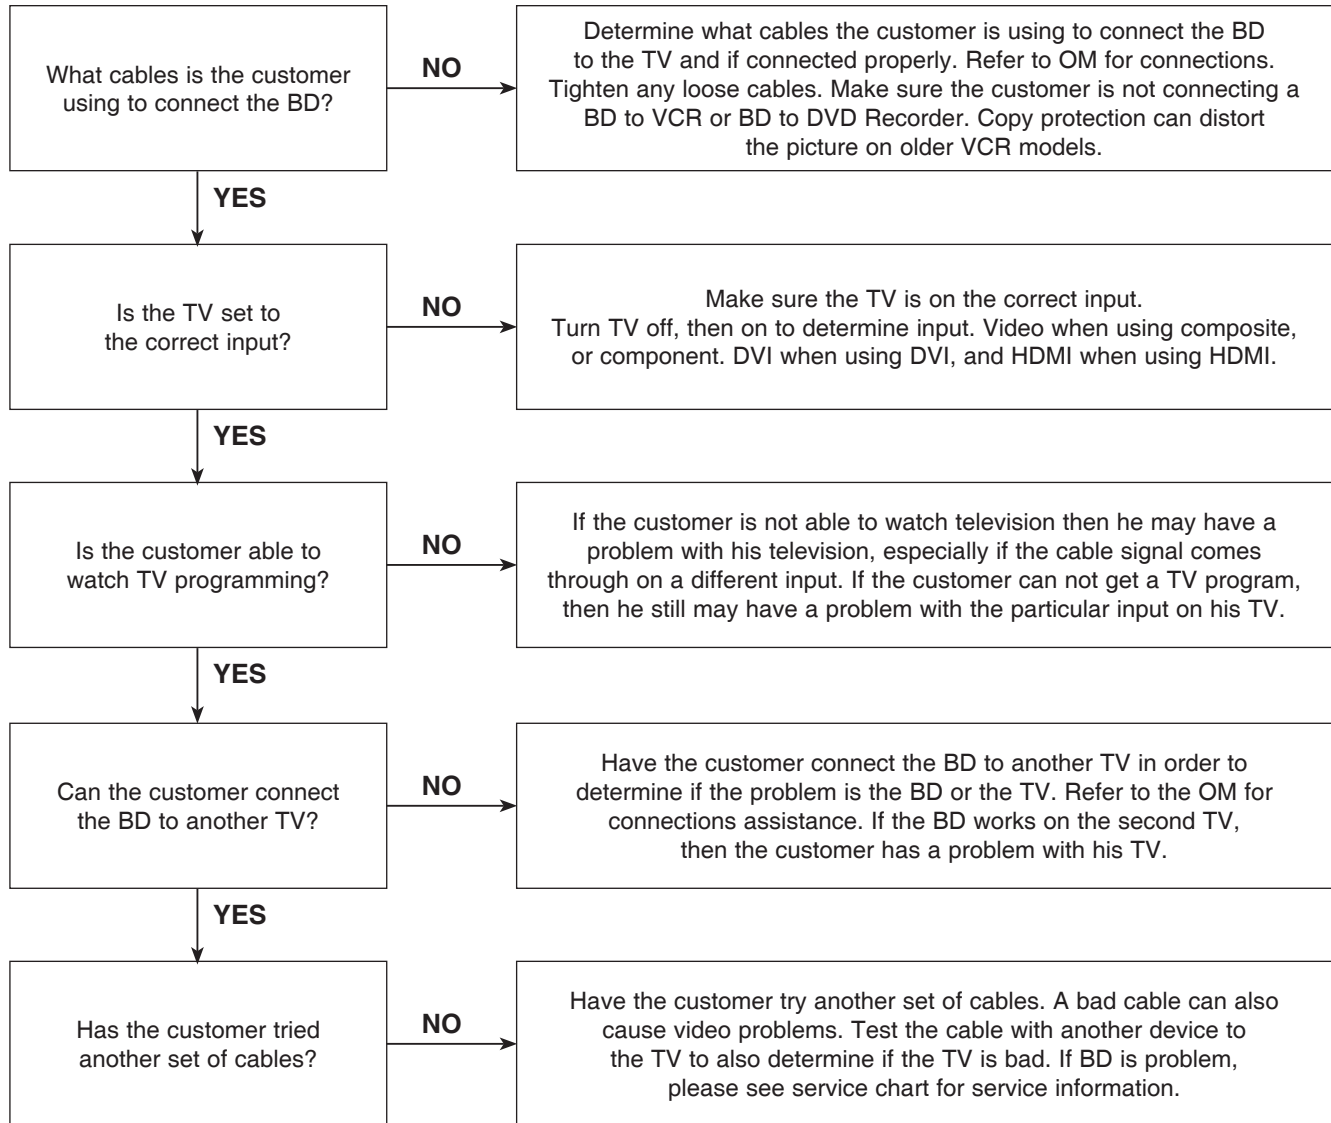 What cables is the customer
using to connect the BD?
NO
Determine what cables the customer is using to connect the BD
to the TV and if connected properly. Refer to OM for connections.
Tighten any loose cables. Make sure the customer is not connecting a
BD to VCR or BD to DVD Recorder. Copy protection can distort
the picture on older VCR models.
YES
Is the TV set to
the correct input?
NO
Make sure the TV is on the correct input.
Turn TV off, then on to determine input. Video when using composite,
or component. DVI when using DVI, and HDMI when using HDMI.
YES
Is the customer able to
watch TV programming?
NO
If the customer is not able to watch television then he may have a
problem with his television, especially if the cable signal comes
through on a different input. If the customer can not get a TV program,
then he still may have a problem with the particular input on his TV.
YES
Can the customer connect
the BD to another TV?
NO
Have the customer connect the BD to another TV in order to
determine if the problem is the BD or the TV. Refer to the OM for
connections assistance. If the BD works on the second TV,
then the customer has a problem with his TV.
YES
Has the customer tried
another set of cables?
NO
Have the customer try another set of cables. A bad cable can also
cause video problems. Test the cable with another device to
the TV to also determine if the TV is bad. If BD is problem,
please see service chart for service information.